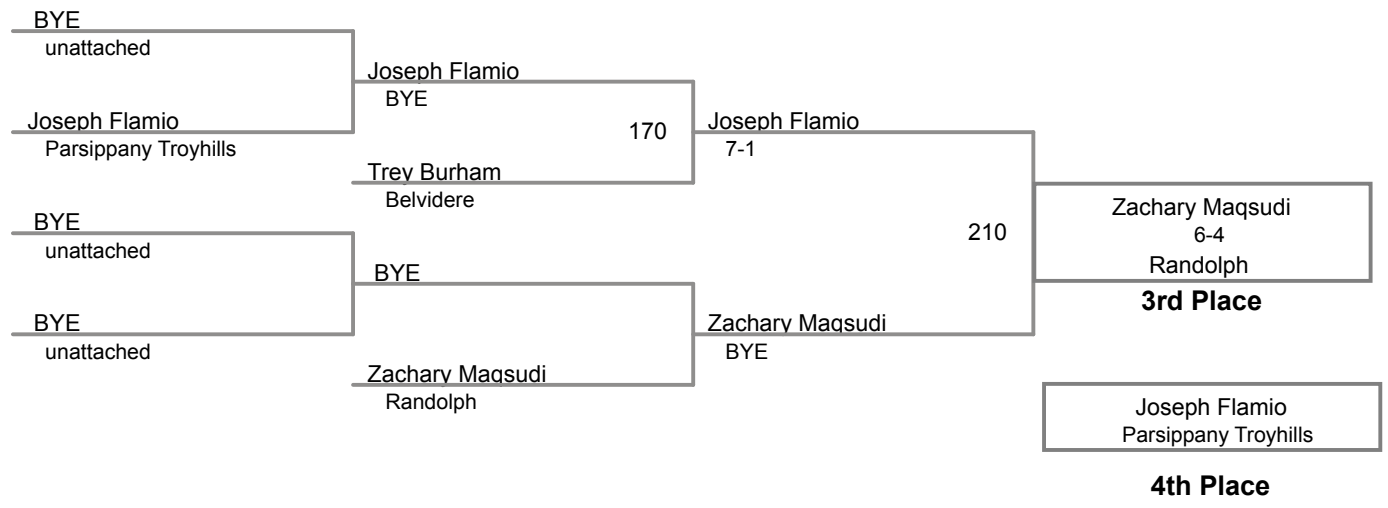 BYE
unattached
Joseph Flamio
BYE
Joseph Flamio
Parsippany Troyhills
170
Joseph Flamio
7-1
Trey Burham
Belvidere
BYE
unattached
210
Zachary Maqsudi
6-4
Randolph
3rd Place
BYE
BYE
unattached
Zachary Maqsudi
BYE
Zachary Maqsudi
Randolph
Joseph Flamio
Parsippany Troyhills
4th Place